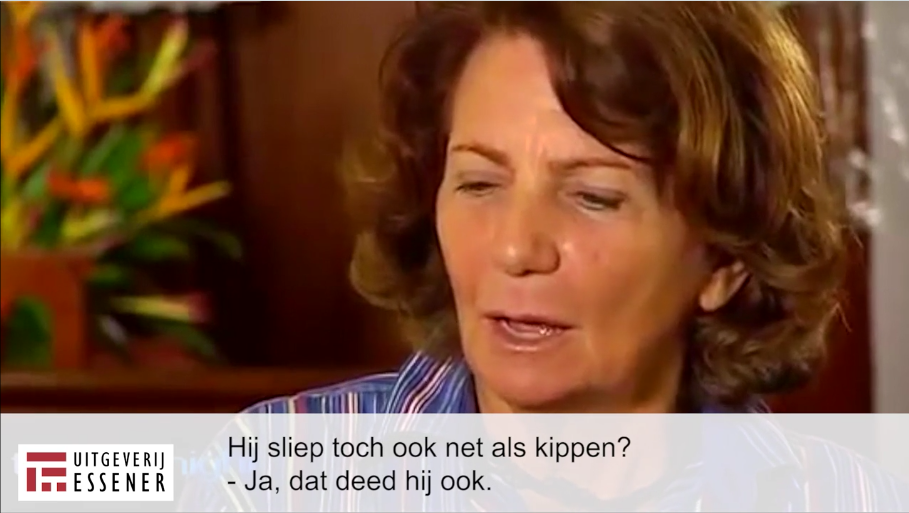 Hij sliep toch ook net als kippen?
- Ja, dat deed hij ook.
UITGEVERIJ
ESSENER